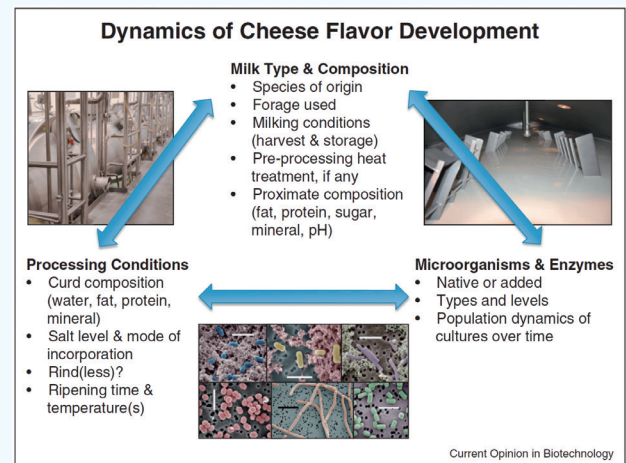 Dynamics of Cheese Flavor Development
Milk Type & Composition
• Species of origin
• Forage used
• Milking conditions
(harvest & storage)
• Pre-processing heat
treatment, if any
• Proximate composition
(fat, protein, sugar,
mineral, pH)
Processing Conditions
• Curd composition
(water, fat, protein,
mineral)
• Salt level & mode of
incorporation
• Rind(less)?
• Ripening time &
temperature(s)
Microorganisms & Enzymes
• Native or added
• Types and levels
• Population dynamics of
cultures over time
Current Opinion in Biotechnology